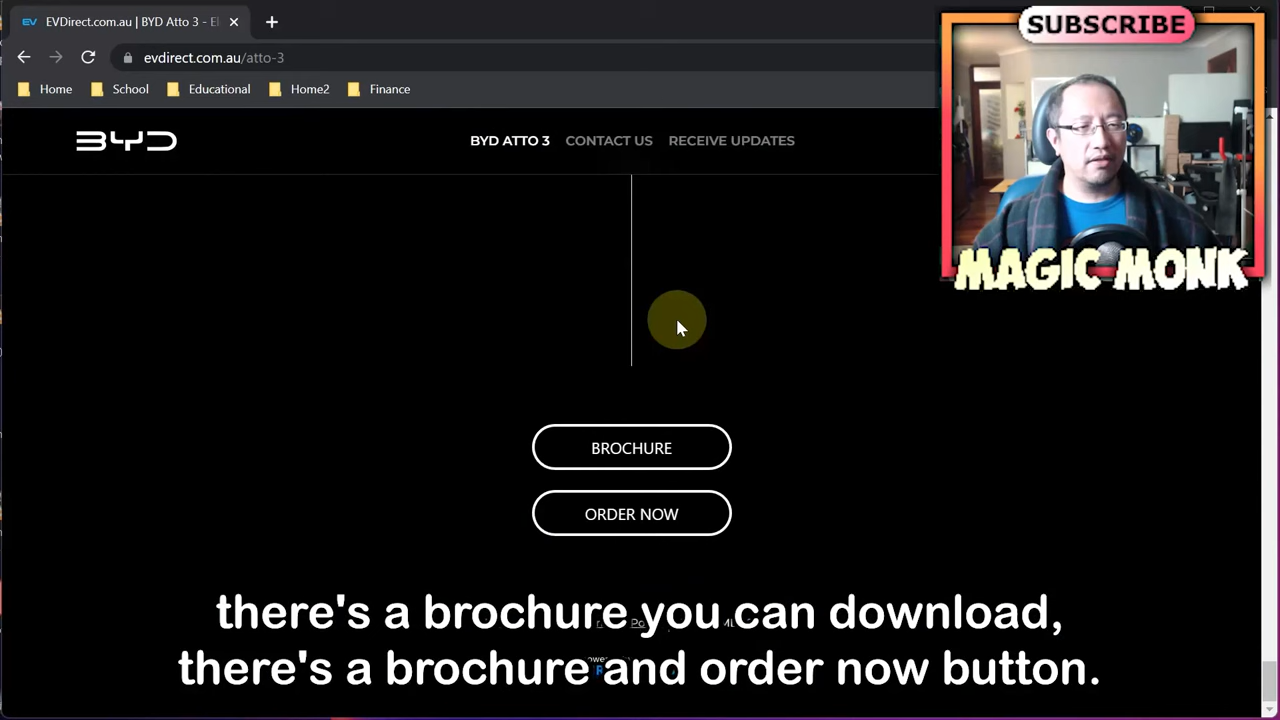 EV EVDirect.com.au | BYD Atto 3 - El
evdirect.com.au/atto-3
Home School Educational Home2 Finance
SUBSCRIBE
BYD BYD ATTO 3 CONTACT US RECEIVE UPDATES
MAGIC MONK
BROCHURE
ORDER NOW
there's a brochure you can download,
there's a brochure and order now button.